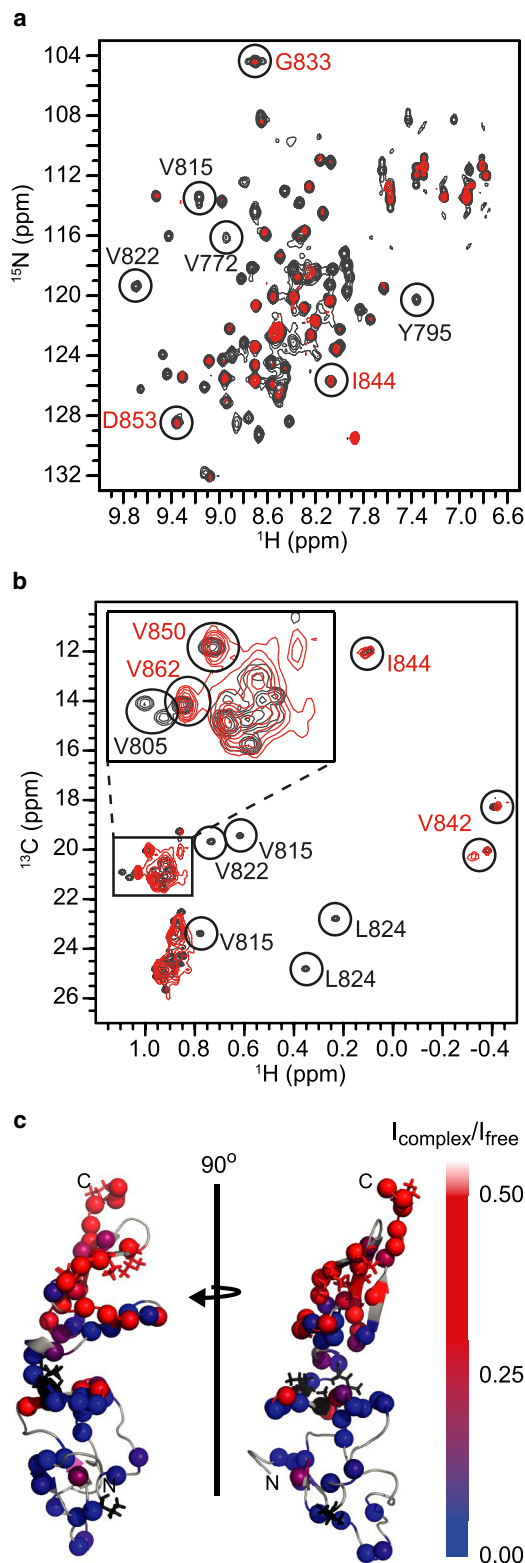 a
104
108
112
116
120
124
128
132
¹⁵N (ppm)
G833
V815
V772
V822
Y795
I844
D853
9.8 9.4 9.0 8.6 8.2 7.8 7.4 7.0 6.6
¹H (ppm)
b
12
14
16
18
20
22
24
26
¹³C (ppm)
V850
V862
V805
I844
V842
V822
V815
V815
L824
L824
1.0 0.8 0.6 0.4 0.2 0.0 -0.2 -0.4
¹H (ppm)
c
I complex/I free
90º
C
C
N
N
0.50
0.25
0.00